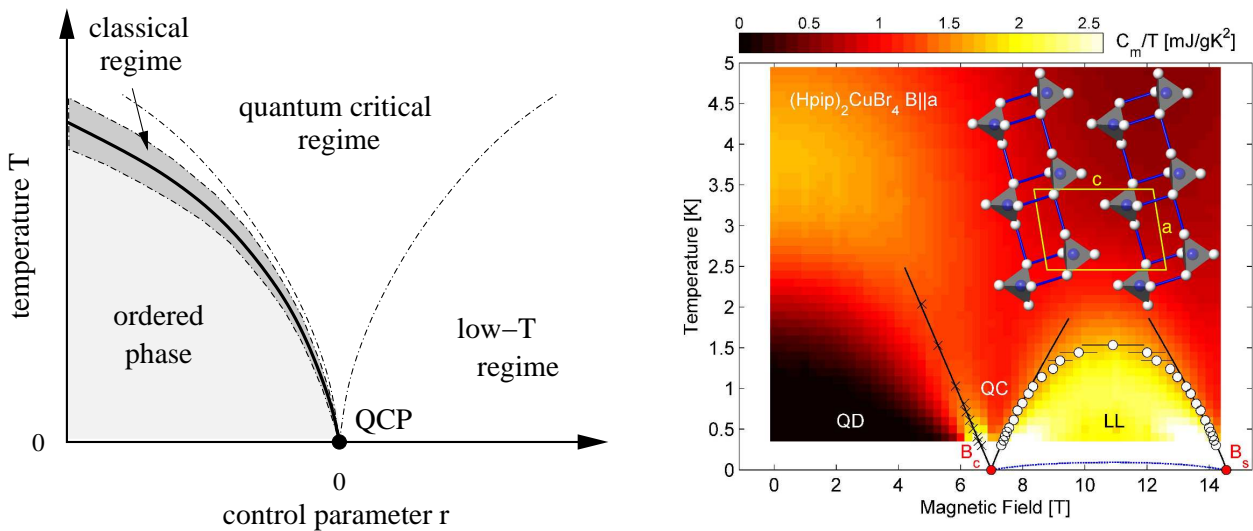 classical
regime
quantum critical
regime
ordered
phase
low−T
regime
QCP
temperature T
0
0
control parameter r
0 0.5 1 1.5 2 2.5
C_m/T [mJ/gK²]
(Hpip)₂CuBr₄ B||a
c
a
QC
QD
LL
B_c
B_s
Temperature [K]
5
4.5
4
3.5
3
2.5
2
1.5
1
0.5
0
0 2 4 6 8 10 12 14
Magnetic Field [T]